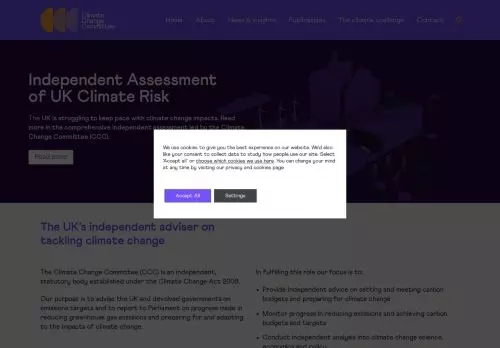 Climate
Change
Committee
Home
About
News & insights
Publications
The climate challenge
Contact
Independent Assessment
of UK Climate Risk
The UK is struggling to keep pace with climate change impacts. Read
more in the comprehensive independent assessment led by the Climate
Change Committee (CCC).
Read more
We use cookies to give you the best experience on our website. We'd also
like your consent to collect data to study how people use our site. Select
'Accept all' or choose which cookies we use here. You can change your mind
at any time by visiting our privacy and cookies page
Accept All
Settings
The UK's independent adviser on
tackling climate change
The Climate Change Committee (CCC) is an independent,
statutory body established under the Climate Change Act 2008.
Our purpose is to advise the UK and devolved governments on
emissions targets and to report to Parliament on progress made in
reducing greenhouse gas emissions and preparing for and adapting
to the impacts of climate change.
In fulfilling this role our focus is to:
Provide independent advice on setting and meeting carbon
budgets and preparing for climate change
Monitor progress in reducing emissions and achieving carbon
budgets and targets
Conduct independent analysis into climate change science,
economics and policy